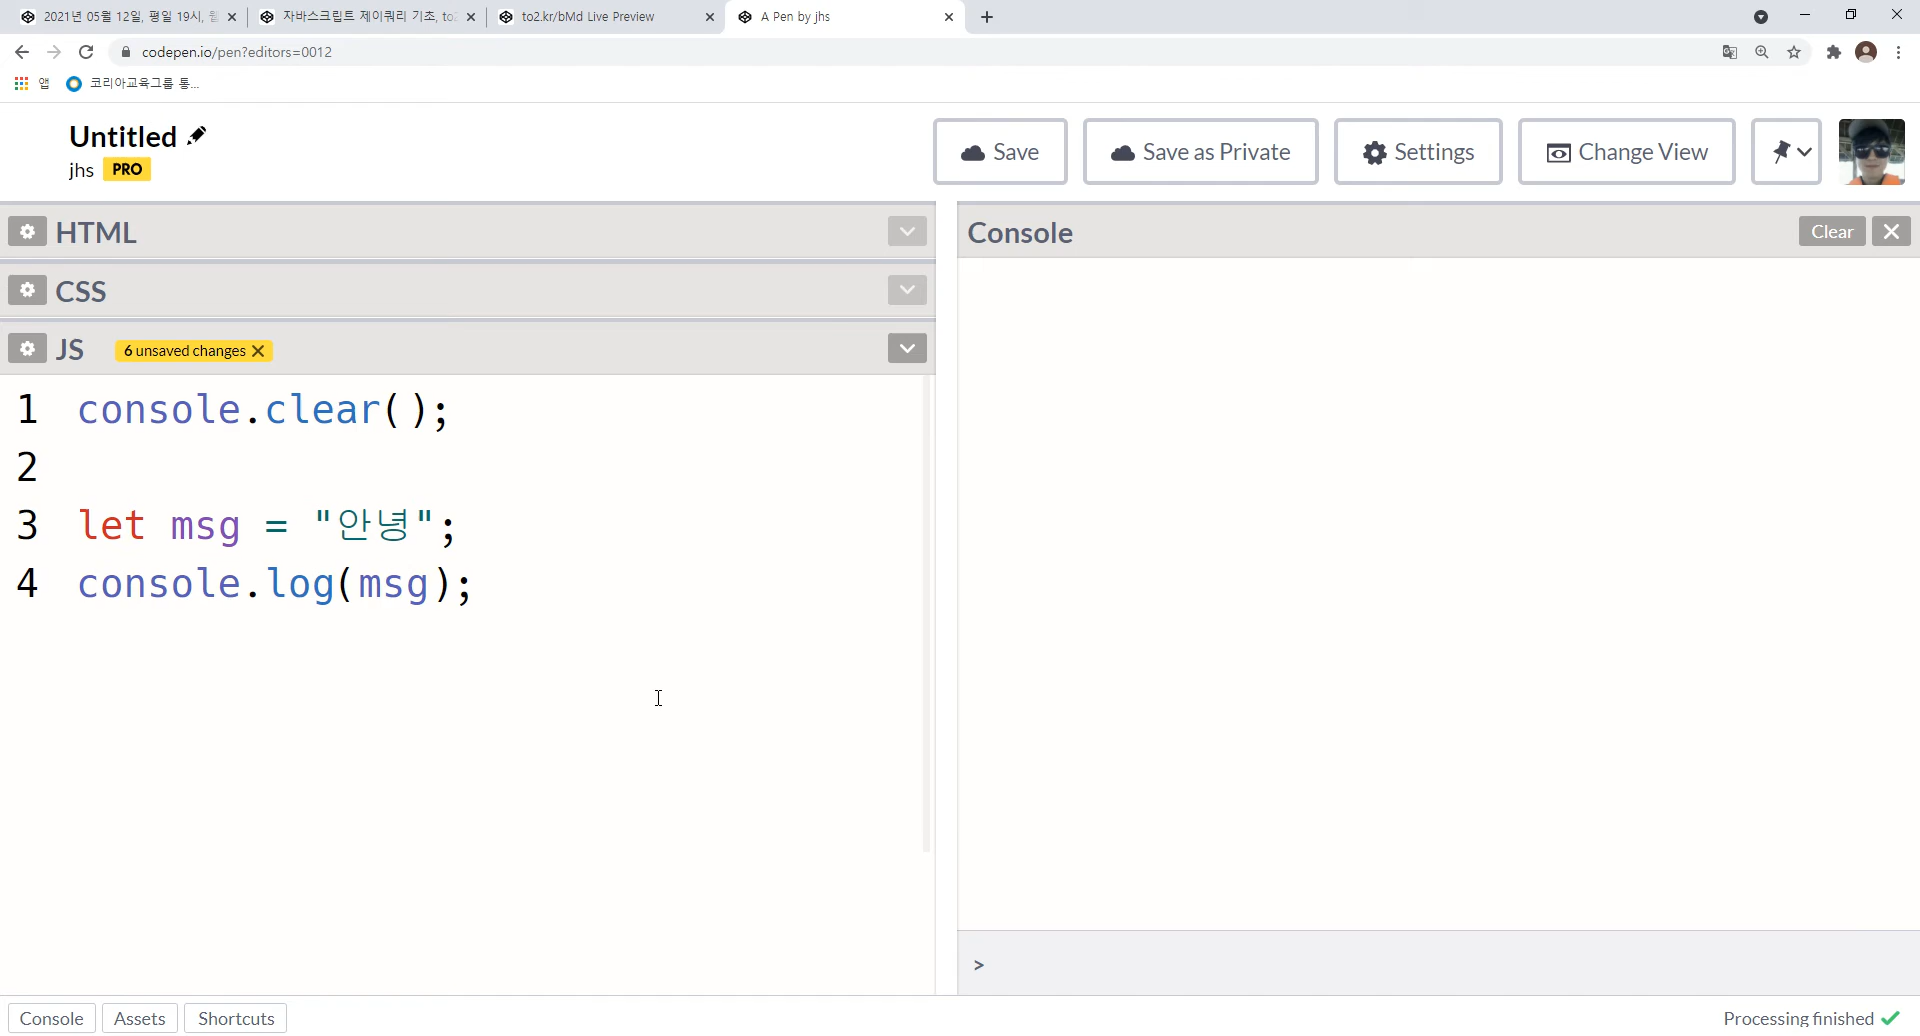 2021년 05월 12일, 평일 19시, 월
자바스크립트 제이쿼리 기초, to2
to2.kr/bMd Live Preview
A Pen by jhs
codepen.io/pen?editors=0012
앱
코리아교육그룹 통...
Untitled
jhs PRO
Save
Save as Private
Settings
Change View
HTML
CSS
JS
6 unsaved changes
1 console.clear();
2
3 let msg = "안녕";
4 console.log(msg);
Console
Clear
>
Console
Assets
Shortcuts
Processing finished